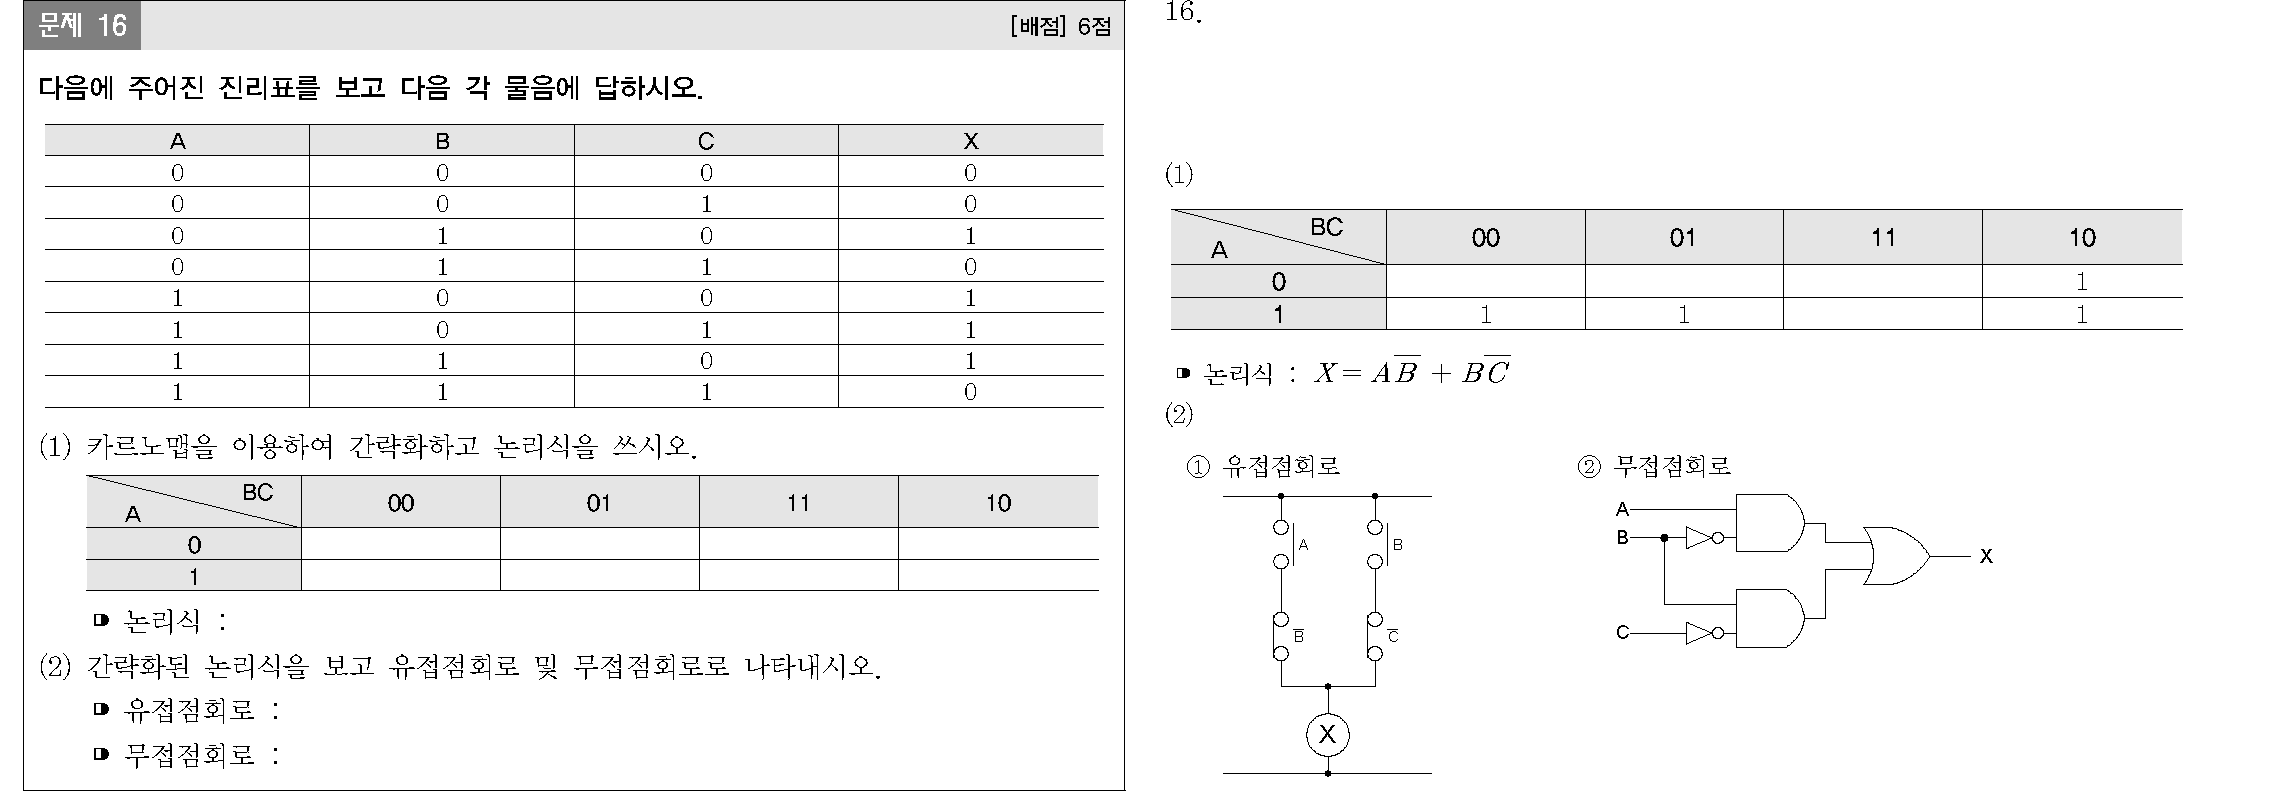 문제 16 [배점] 6점
다음에 주어진 진리표를 보고 다음 각 물음에 답하시오.
A B C X
0 0 0 0
0 0 1 0
0 1 0 1
0 1 1 0
1 0 0 1
1 0 1 1
1 1 0 1
1 1 1 0
(1) 카르노맵을 이용하여 간략화하고 논리식을 쓰시오.
A BC 00 01 11 10
0
1
논리식 :
(2) 간략화된 논리식을 보고 유접점회로 및 무접점회로로 나타내시오.
유접점회로 :
무접점회로 :
16.
(1)
A BC 00 01 11 10
0 1
1 1 1 1
논리식 : X = AB̅ + BC̅
(2)
① 유접점회로
A B
B̅ C̅
X
② 무접점회로
A
B
C
X